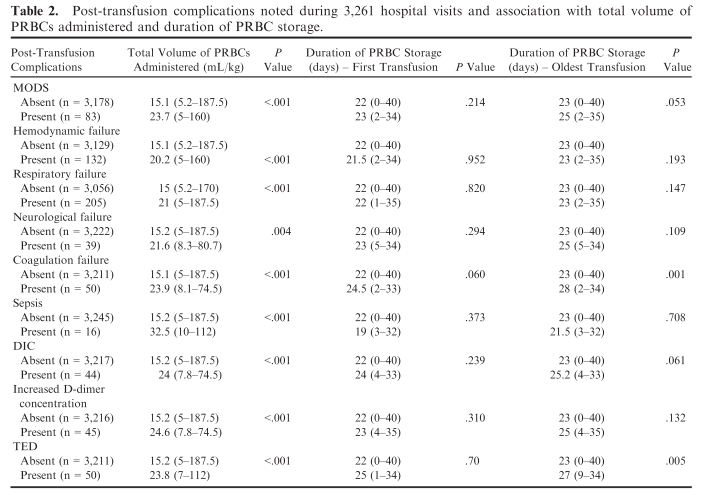 Table 2. Post-transfusion complications noted during 3,261 hospital visits and association with total volume of
PRBCs administered and duration of PRBC storage.
Post-Transfusion Total Volume of PRBCs P Duration of PRBC Storage Duration of PRBC Storage P
Complications Administered (mL/kg) Value (days) – First Transfusion P Value (days) – Oldest Transfusion Value
MODS
Absent (n = 3,178) 15.1 (5.2–187.5) <.001 22 (0–40) .214 23 (0–40) .053
Present (n = 83) 23.7 (5–160) 23 (2–34) 25 (2–35)
Hemodynamic failure
Absent (n = 3,129) 15.1 (5.2–187.5) 22 (0–40) 23 (0–40)
Present (n = 132) 20.2 (5–160) <.001 21.5 (2–34) .952 23 (2–35) .193
Respiratory failure
Absent (n = 3,056) 15 (5.2–170) <.001 22 (0–40) .820 23 (0–40) .147
Present (n = 205) 21 (5–187.5) 22 (1–35) 23 (2–35)
Neurological failure
Absent (n = 3,222) 15.2 (5–187.5) .004 22 (0–40) .294 23 (0–40) .109
Present (n = 39) 21.6 (8.3–80.7) 23 (5–34) 25 (5–34)
Coagulation failure
Absent (n = 3,211) 15.1 (5–187.5) <.001 22 (0–40) .060 23 (0–40) .001
Present (n = 50) 23.9 (8.1–74.5) 24.5 (2–33) 28 (2–34)
Sepsis
Absent (n = 3,245) 15.2 (5–187.5) <.001 22 (0–40) .373 23 (0–40) .708
Present (n = 16) 32.5 (10–112) 19 (3–32) 21.5 (3–32)
DIC
Absent (n = 3,217) 15.2 (5–187.5) <.001 22 (0–40) .239 23 (0–40) .061
Present (n = 44) 24 (7.8–74.5) 24 (4–33) 25.2 (4–33)
Increased D-dimer
concentration
Absent (n = 3,216) 15.2 (5–187.5) <.001 22 (0–40) .310 23 (0–40) .132
Present (n = 45) 24.6 (7.8–74.5) 23 (4–35) 25 (4–35)
TED
Absent (n = 3,211) 15.2 (5–187.5) <.001 22 (0–40) .70 23 (0–40) .005
Present (n = 50) 23.8 (7–112) 25 (1–34) 27 (9–34)